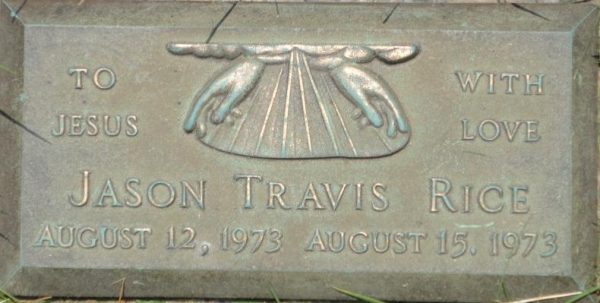 TO WITH
JESUS LOVE
JASON TRAVIS RICE
AUGUST 12, 1973 AUGUST 15. 1973